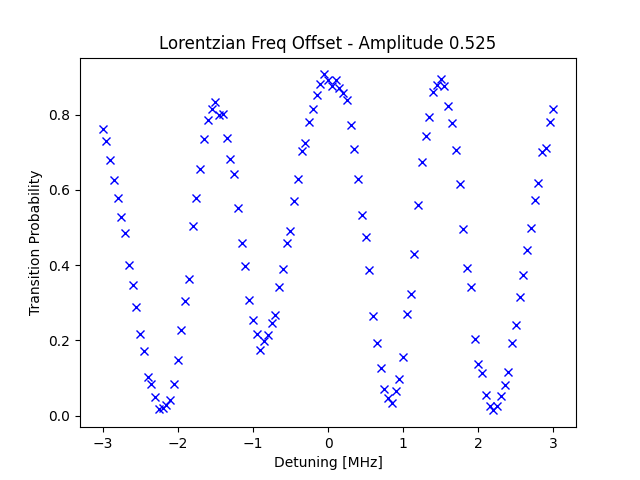 Lorentzian Freq Offset - Amplitude 0.525
Transition Probability
0.8
0.6
0.4
0.2
0.0
−3 −2 −1 0 1 2 3
Detuning [MHz]